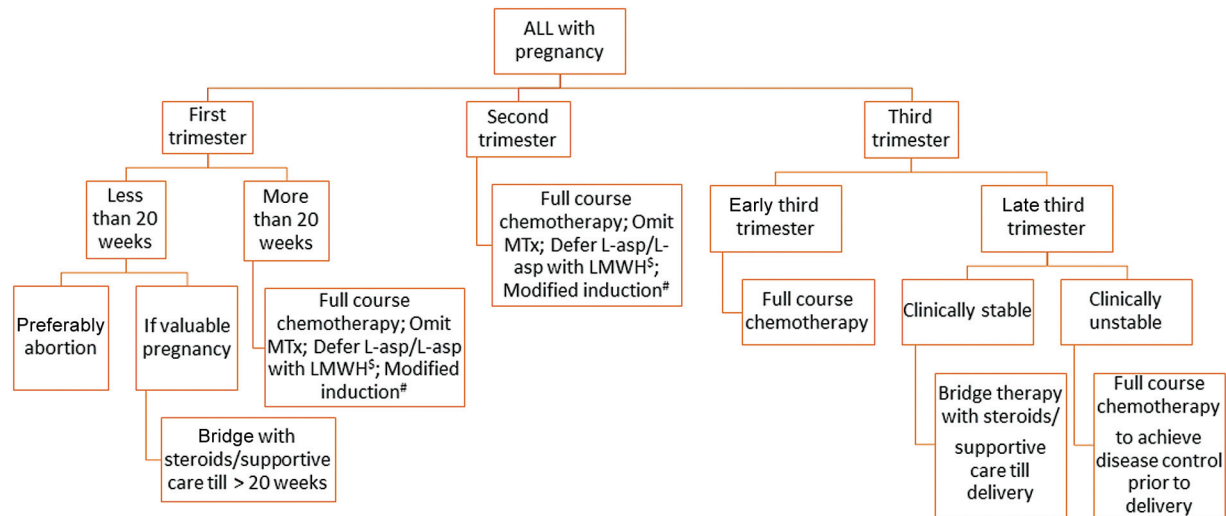 ALL with
pregnancy
First
trimester
Second
trimester
Third
trimester
Less
than 20
weeks
More
than 20
weeks
Full course
chemotherapy; Omit
MTx; Defer L-asp/L-
asp with LMWH$;
Modified induction#
Early third
trimester
Late third
trimester
Preferably
abortion
If valuable
pregnancy
Full course
chemotherapy; Omit
MTx; Defer L-asp/L-asp
with LMWH$; Modified
induction#
Full course
chemotherapy
Clinically stable
Clinically
unstable
Bridge with
steroids/supportive
care till > 20 weeks
Bridge therapy
with steroids/
supportive
care till
delivery
Full course
chemotherapy
to achieve
disease control
prior to
delivery